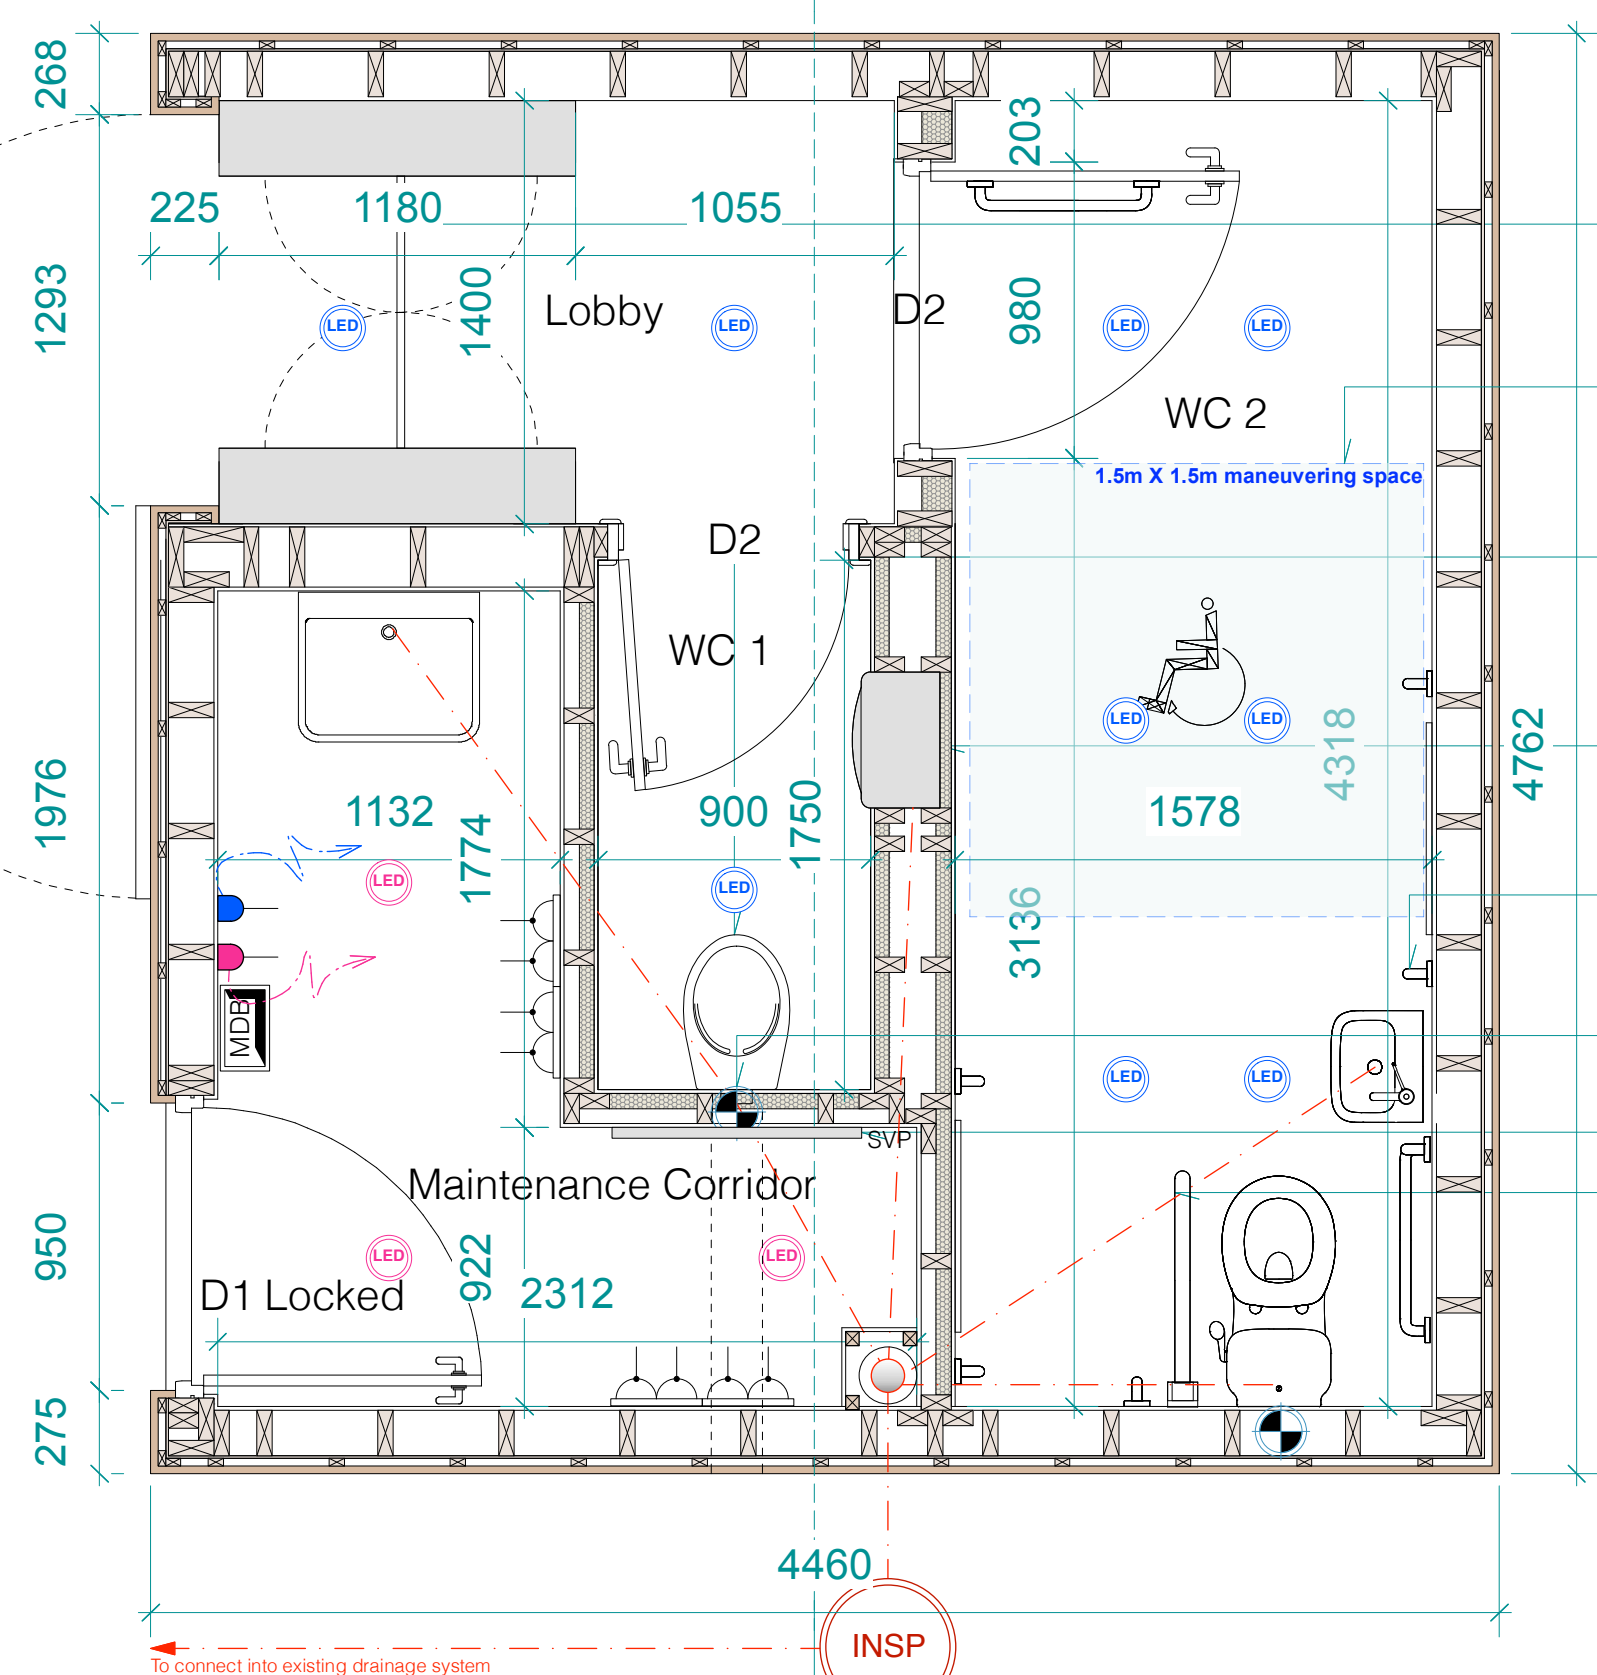 268
203
225
1180
1055
1293
1400
Lobby
D2
980
LED
LED
LED
LED
WC 2
1.5m X 1.5m maneuvering space
D2
WC 1
LED
LED
4318
4762
1976
1132
1774
900
1750
1578
LED
LED
3136
MDB
LED
LED
SVP
Maintenance Corridor
950
922
LED
LED
D1 Locked
2312
275
4460
INSP
To connect into existing drainage system